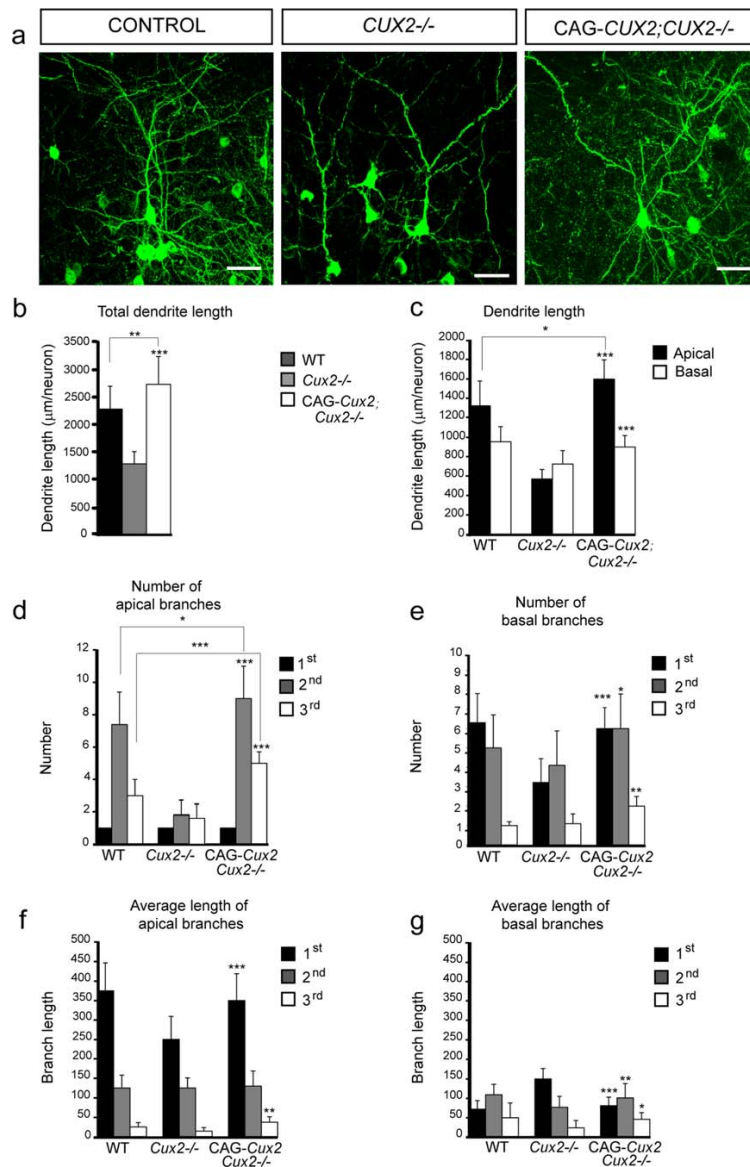 a
CONTROL
CUX2-/-
CAG-CUX2;CUX2-/-
b
Total dendrite length
**
***
3500
3000
2500
2000
1500
1000
500
0
Dendrite length (μm/neuron)
WT
Cux2-/-
CAG-Cux2;
Cux2-/-
c
Dendrite length
*
***
***
2000
1800
1600
1400
1200
1000
800
600
400
200
0
Dendrite length (μm/neuron)
Apical
Basal
WT
Cux2-/-
CAG-Cux2;
Cux2-/-
d
Number of
apical branches
*
***
***
***
12
10
8
6
4
2
0
Number
1st
2nd
3rd
WT
Cux2-/-
CAG-Cux2
Cux2-/-
e
Number of
basal branches
***
*
**
10
9
8
7
6
5
4
3
2
1
0
Number
1st
2nd
3rd
WT
Cux2-/-
CAG-Cux2
Cux2-/-
f
Average length of
apical branches
***
**
500
450
400
350
300
250
200
150
100
50
0
Branch length
1st
2nd
3rd
WT
Cux2-/-
CAG-Cux2
Cux2-/-
g
Average length of
basal branches
***
**
*
500
450
400
350
300
250
200
150
100
50
0
Branch length
1st
2nd
3rd
WT
Cux2-/-
CAG-Cux2
Cux2-/-